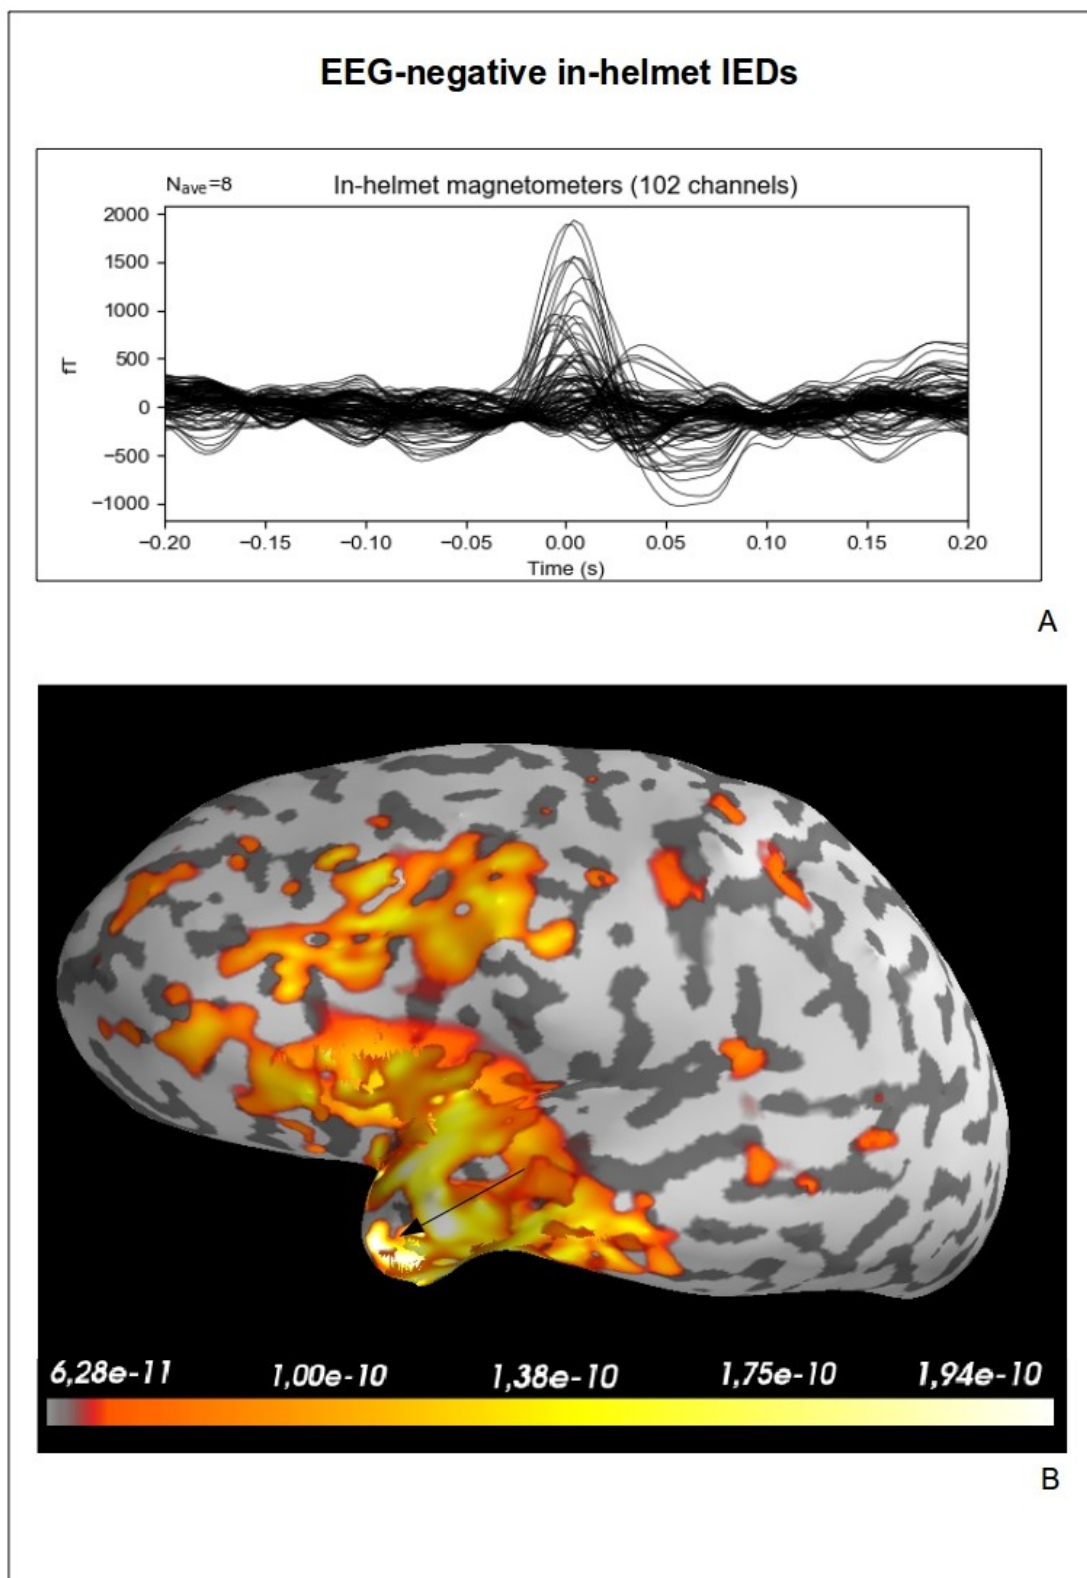 EEG-negative in-helmet IEDs
Nave=8
In-helmet magnetometers (102 channels)
2000
1500
1000
500
0
−500
−1000
fT
−0.20 −0.15 −0.10 −0.05 0.00 0.05 0.10 0.15 0.20
Time (s)
A
6,28e-11 1,00e-10 1,38e-10 1,75e-10 1,94e-10
B